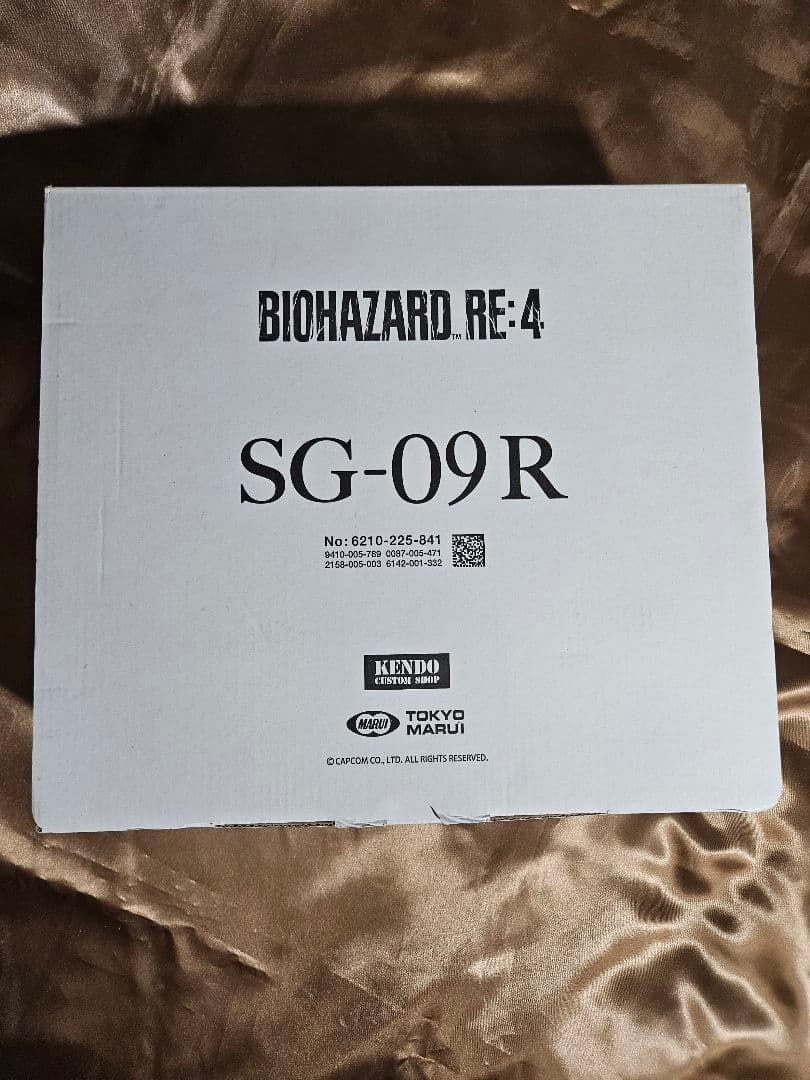 BIOHAZARD™ RE:4
SG-09 R
No: 6210-225-841
9410-005-789 0087-005-471
2158-005-003 6142-001-332
KENDO
CUSTOM SHOP
MARUI
TOKYO
MARUI
© CAPCOM CO., LTD. ALL RIGHTS RESERVED.